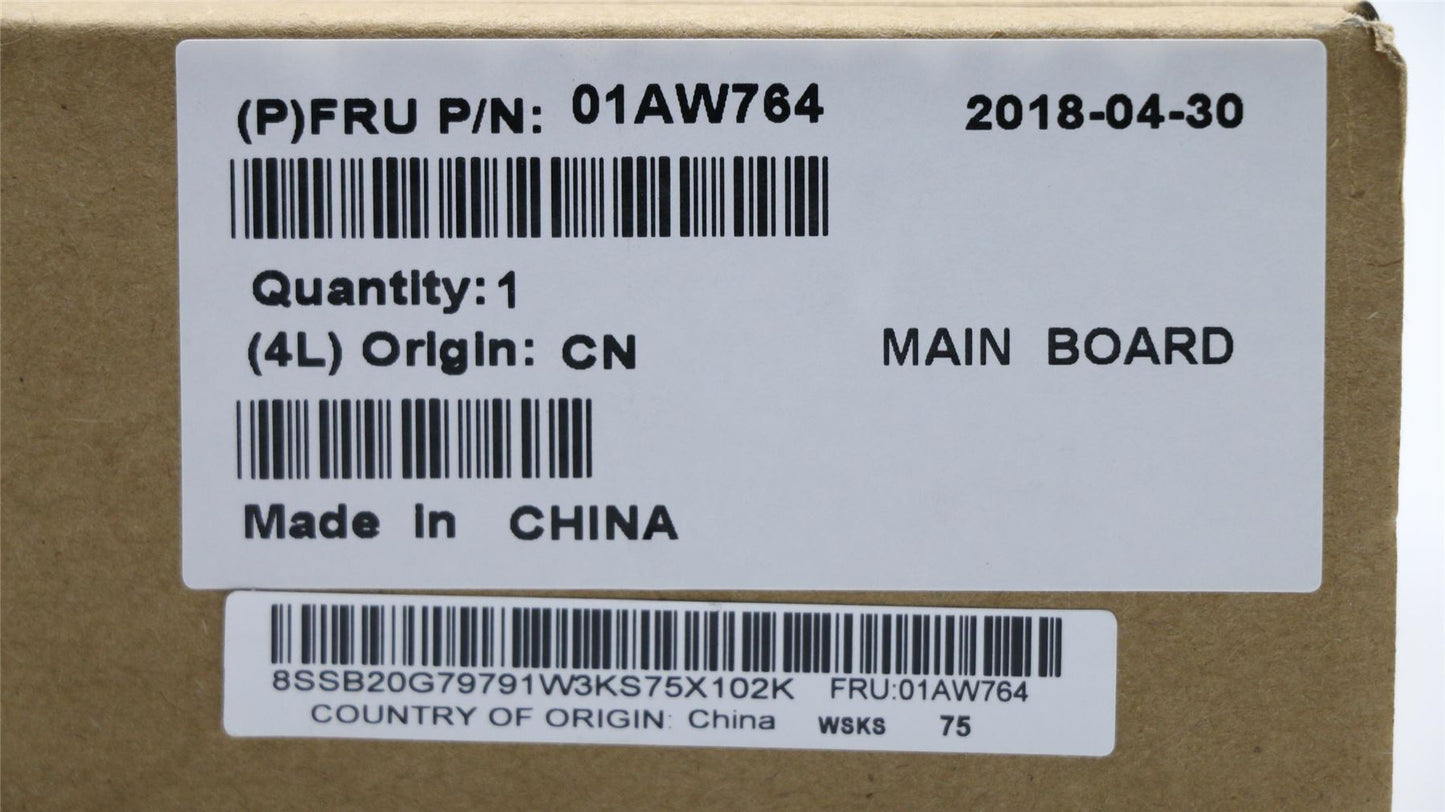 (P)FRU P/N: 01AW764 2018-04-30
Quantity: 1
(4L) Origin: CN MAIN BOARD
Made in CHINA
8SSB20G79791W3KS75X102K FRU:01AW764
COUNTRY OF ORIGIN: China WSKS 75